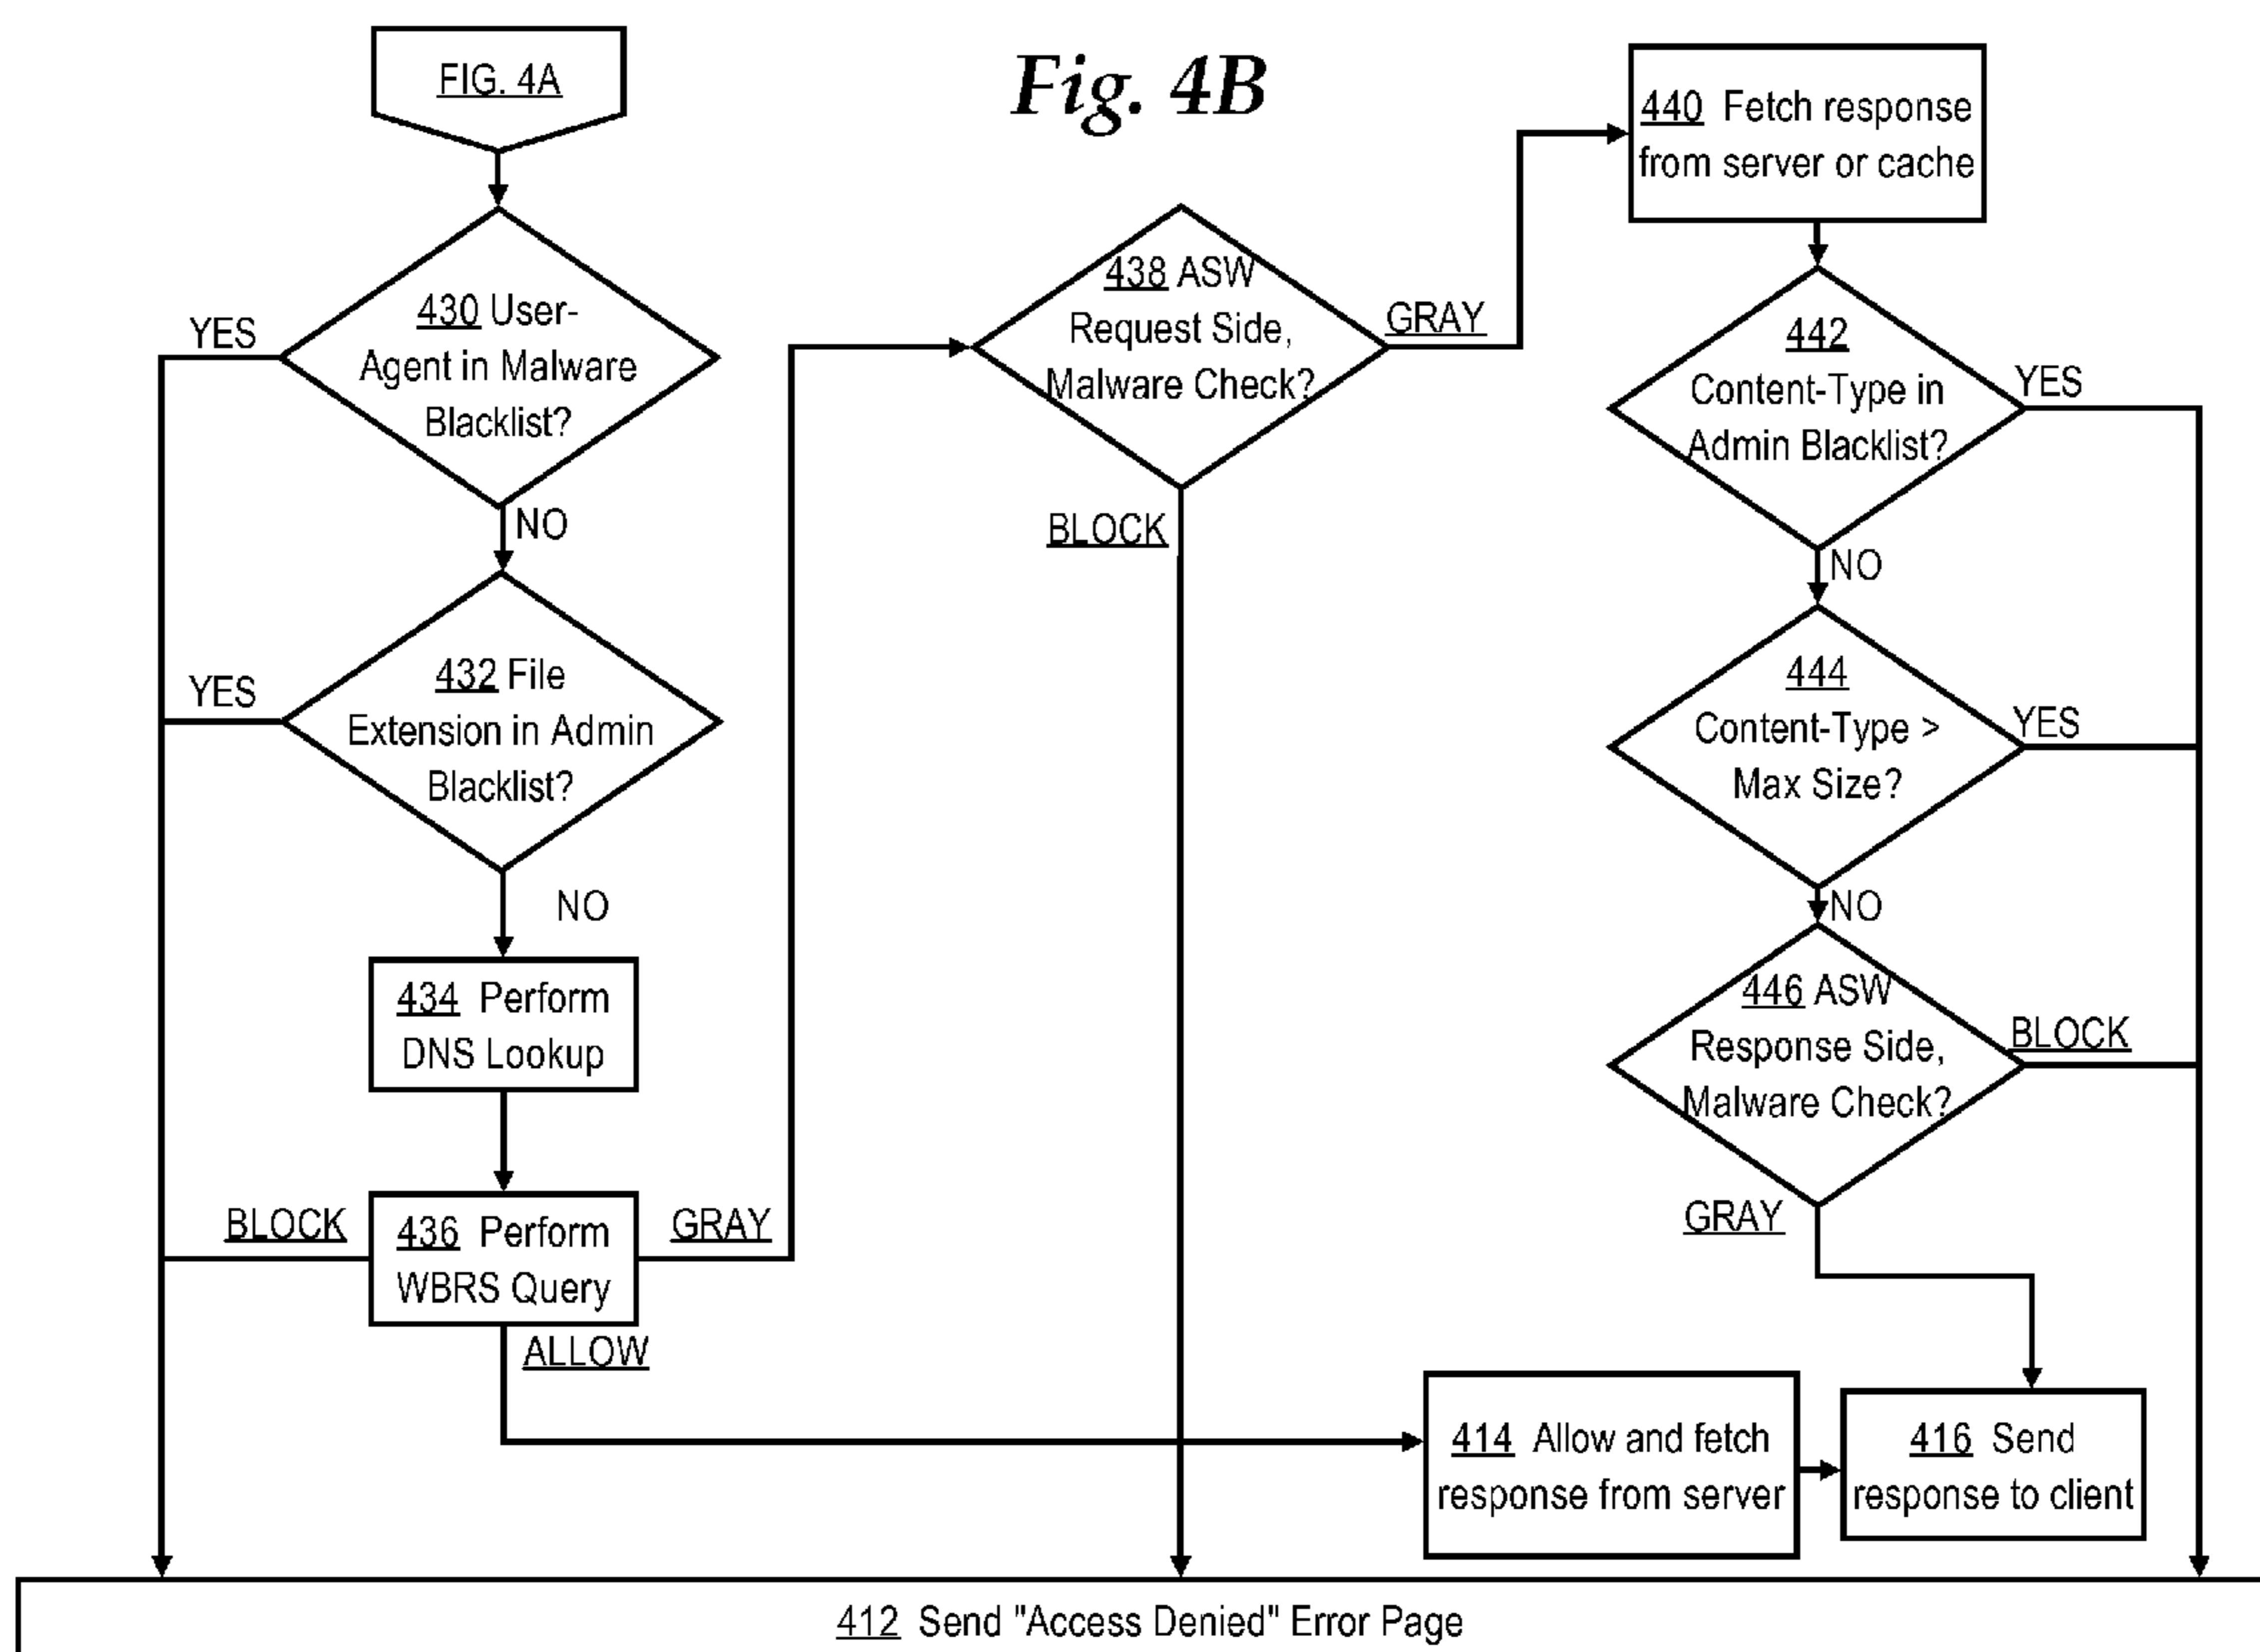 FIG. 4A
Fig. 4B
430 User-
Agent in Malware
Blacklist?
YES
NO
432 File
Extension in Admin
Blacklist?
YES
NO
434 Perform
DNS Lookup
436 Perform
WBRS Query
BLOCK
GRAY
ALLOW
438 ASW
Request Side,
Malware Check?
GRAY
BLOCK
440 Fetch response
from server or cache
442
Content-Type in
Admin Blacklist?
YES
NO
444
Content-Type >
Max Size?
YES
NO
446 ASW
Response Side,
Malware Check?
BLOCK
GRAY
414 Allow and fetch
response from server
416 Send
response to client
412 Send "Access Denied" Error Page